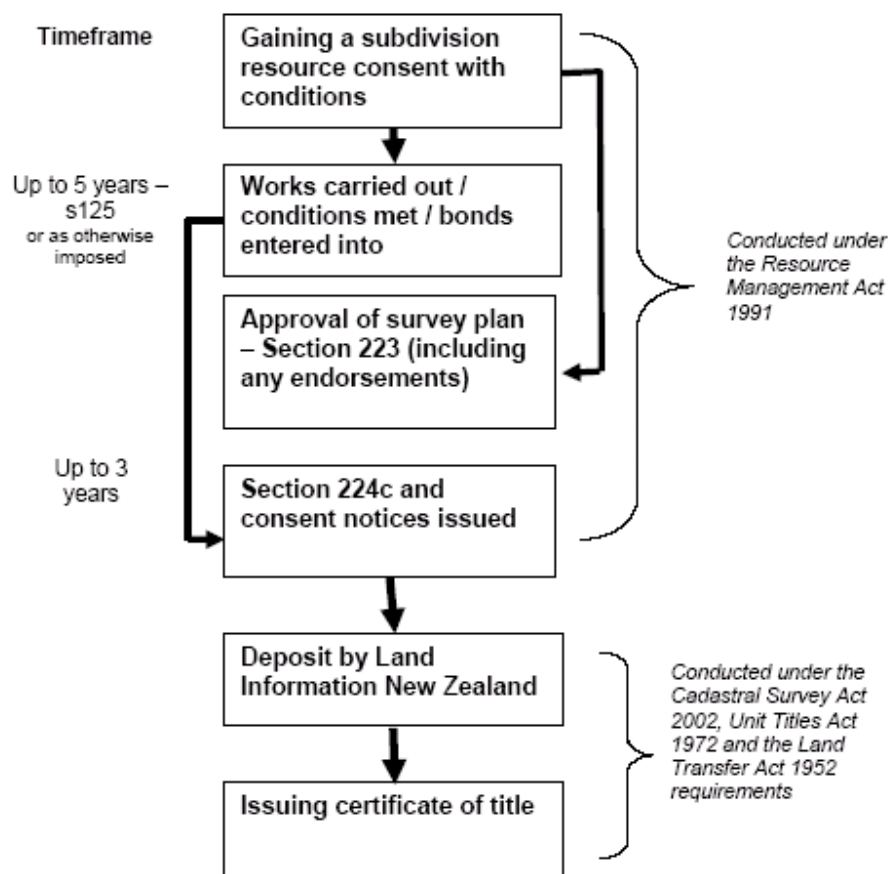 Timeframe
Gaining a subdivision
resource consent with
conditions
Up to 5 years –
s125
or as otherwise
imposed
Works carried out /
conditions met / bonds
entered into
Conducted under
the Resource
Management Act
1991
Approval of survey plan
– Section 223 (including
any endorsements)
Up to 3
years
Section 224c and
consent notices issued
Deposit by Land
Information New Zealand
Conducted under the
Cadastral Survey Act
2002, Unit Titles Act
1972 and the Land
Transfer Act 1952
requirements
Issuing certificate of title